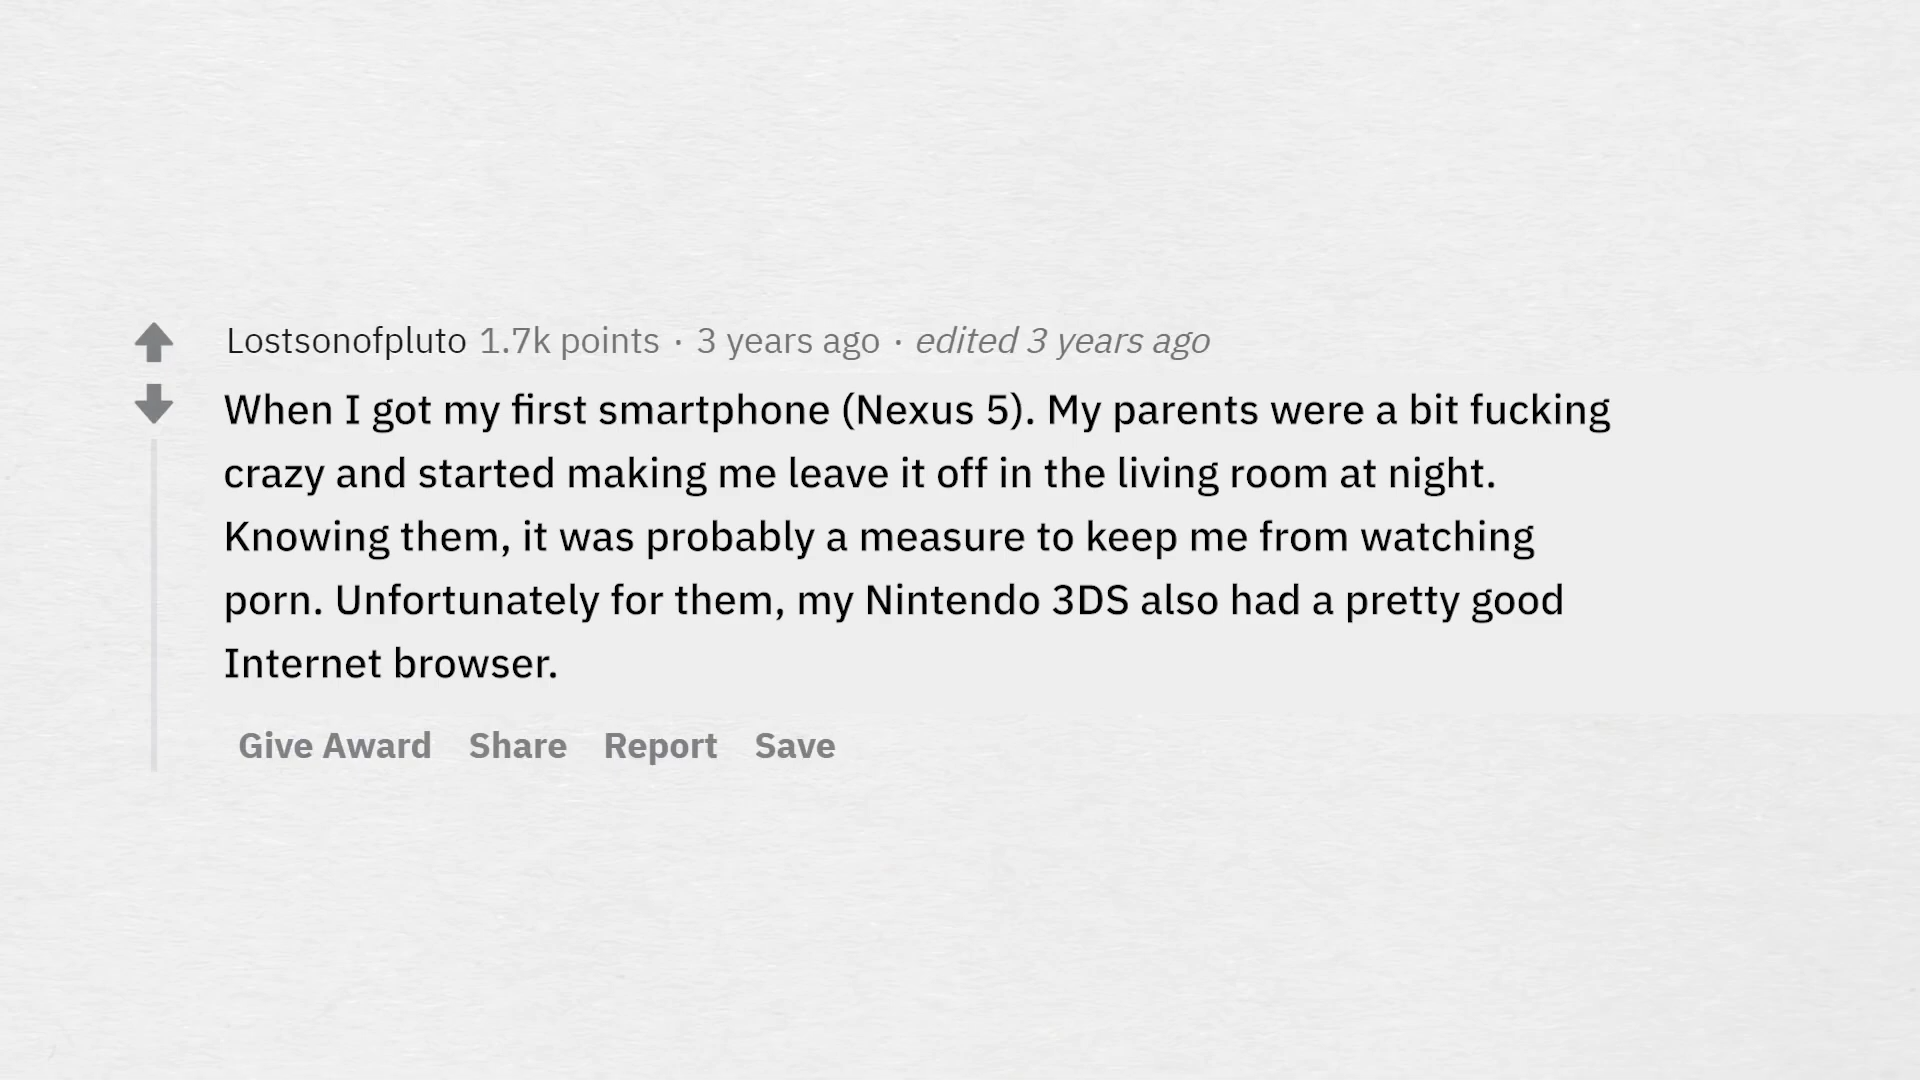 Lostsonofpluto 1.7k points · 3 years ago · edited 3 years ago
When I got my first smartphone (Nexus 5). My parents were a bit fucking
crazy and started making me leave it off in the living room at night.
Knowing them, it was probably a measure to keep me from watching
porn. Unfortunately for them, my Nintendo 3DS also had a pretty good
Internet browser.
Give Award Share Report Save